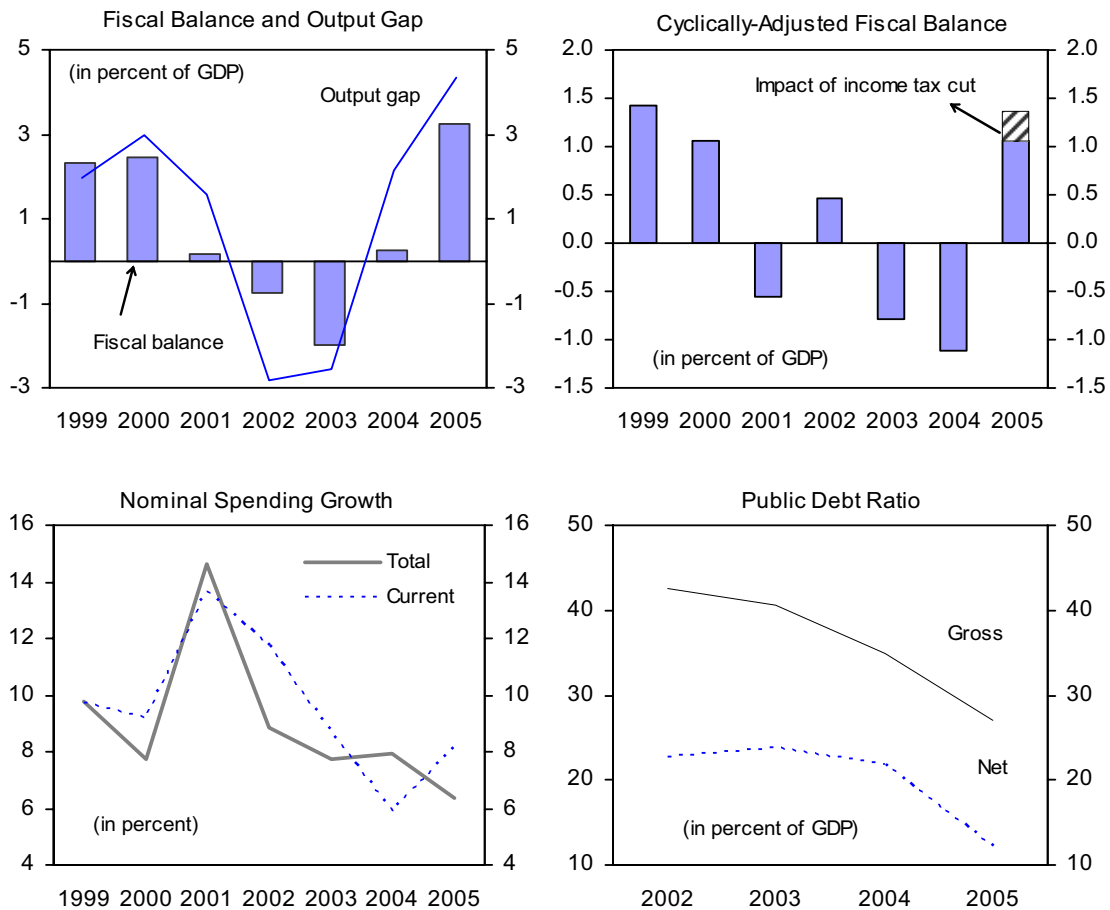 Fiscal Balance and Output Gap
5
5
(in percent of GDP)
Output gap
3
3
1
1
-1
-1
Fiscal balance
-3
-3
1999 2000 2001 2002 2003 2004 2005
Cyclically-Adjusted Fiscal Balance
2.0
2.0
Impact of income tax cut
1.5
1.5
1.0
1.0
0.5
0.5
0.0
0.0
-0.5
-0.5
-1.0
-1.0
(in percent of GDP)
-1.5
-1.5
1999 2000 2001 2002 2003 2004 2005
Nominal Spending Growth
16
16
Total
14
14
Current
12
12
10
10
8
8
6
6
(in percent)
4
4
1999 2000 2001 2002 2003 2004 2005
Public Debt Ratio
50
50
40
40
Gross
30
30
Net
20
20
(in percent of GDP)
10
10
2002 2003 2004 2005